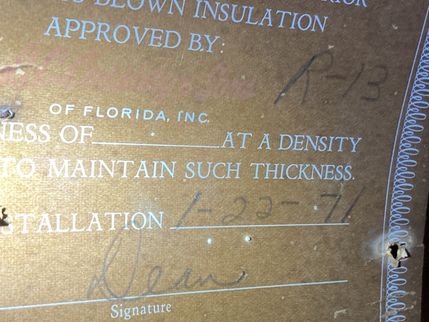 BLOWN INSULATION
APPROVED BY:
R-13
OF FLORIDA, INC.
NESS OF AT A DENSITY
TO MAINTAIN SUCH THICKNESS.
STALLATION 1-22-71
Dean
Signature